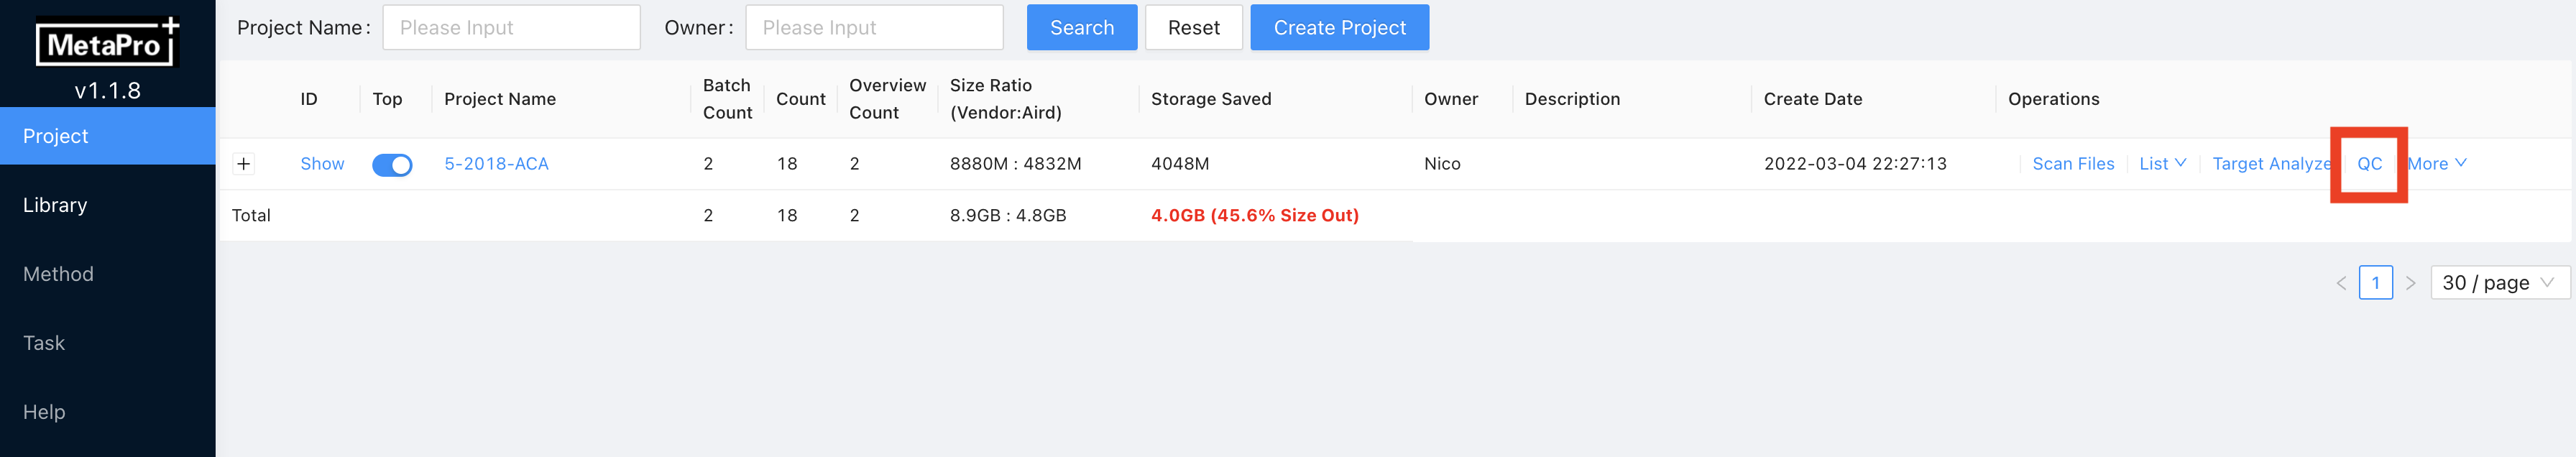 MetaPro+
v1.1.8
Project
Library
Method
Task
Help
Project Name: Please Input Owner: Please Input Search Reset Create Project
ID Top Project Name Batch Count Count Overview Count Size Ratio (Vendor:Aird) Storage Saved Owner Description Create Date Operations
+ Show 5-2018-ACA 2 18 2 8880M : 4832M 4048M Nico 2022-03-04 22:27:13 Scan Files List Target Analyze QC More
Total 2 18 2 8.9GB : 4.8GB 4.0GB (45.6% Size Out)
< 1 > 30 / page